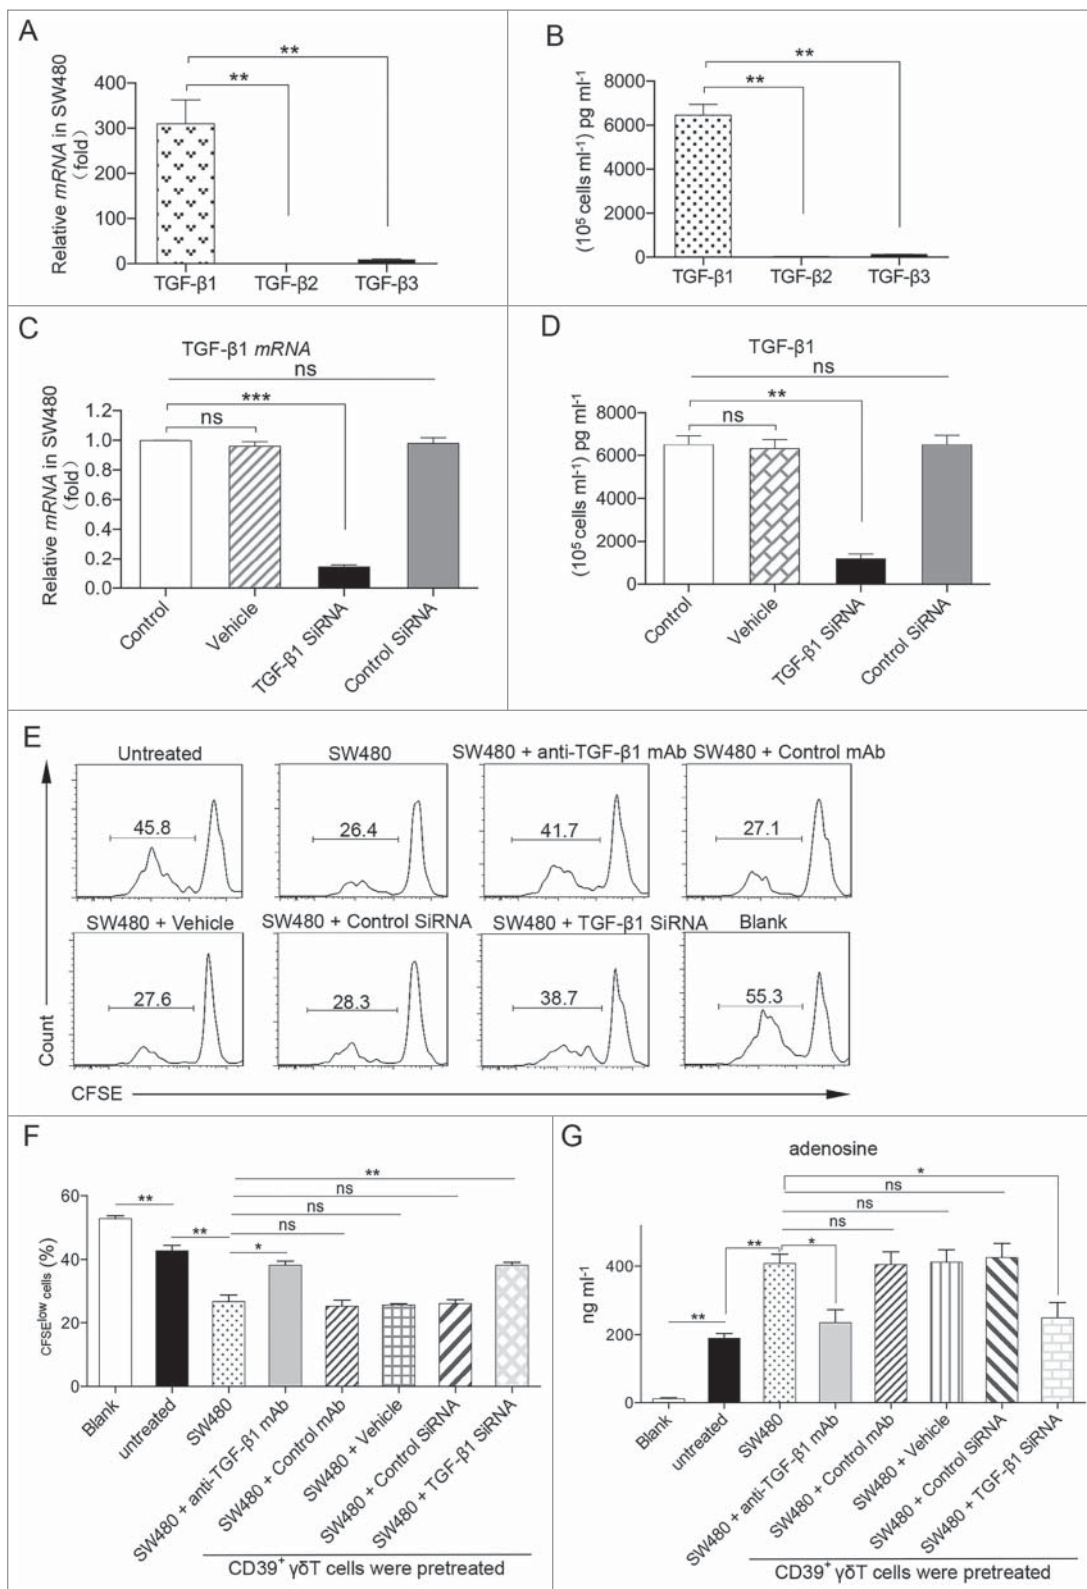 A
Relative mRNA in SW480
(fold)
400
300
200
100
0
**
**
TGF-β1 TGF-β2 TGF-β3
B
(10⁵ cells ml⁻¹) pg ml⁻¹
8000
6000
4000
2000
0
**
**
TGF-β1 TGF-β2 TGF-β3
C
TGF-β1 mRNA
ns
***
ns
Relative mRNA in SW480
(fold)
1.2
1.0
0.8
0.6
0.4
0.2
0.0
Control
Vehicle
TGF-β1 SiRNA
Control SiRNA
D
TGF-β1
ns
**
ns
(10⁵ cells ml⁻¹) pg ml⁻¹
8000
6000
4000
2000
0
Control
Vehicle
TGF-β1 SiRNA
Control SiRNA
E
Untreated SW480 SW480 + anti-TGF-β1 mAb SW480 + Control mAb
45.8 26.4 41.7 27.1
SW480 + Vehicle SW480 + Control SiRNA SW480 + TGF-β1 SiRNA Blank
27.6 28.3 38.7 55.3
Count
CFSE
F
CFSEˡᵒʷ cells (%)
60
40
20
0
**
ns
ns
ns
**
**
*
Blank
untreated
SW480
SW480 + anti-TGF-β1 mAb
SW480 + Control mAb
SW480 + Vehicle
SW480 + Control SiRNA
SW480 + TGF-β1 SiRNA
CD39⁺ γδT cells were pretreated
G
adenosine
ng ml⁻¹
400
200
0
*
ns
ns
ns
**
*
**
Blank
untreated
SW480
SW480 + anti-TGF-β1 mAb
SW480 + Control mAb
SW480 + Vehicle
SW480 + Control SiRNA
SW480 + TGF-β1 SiRNA
CD39⁺ γδT cells were pretreated